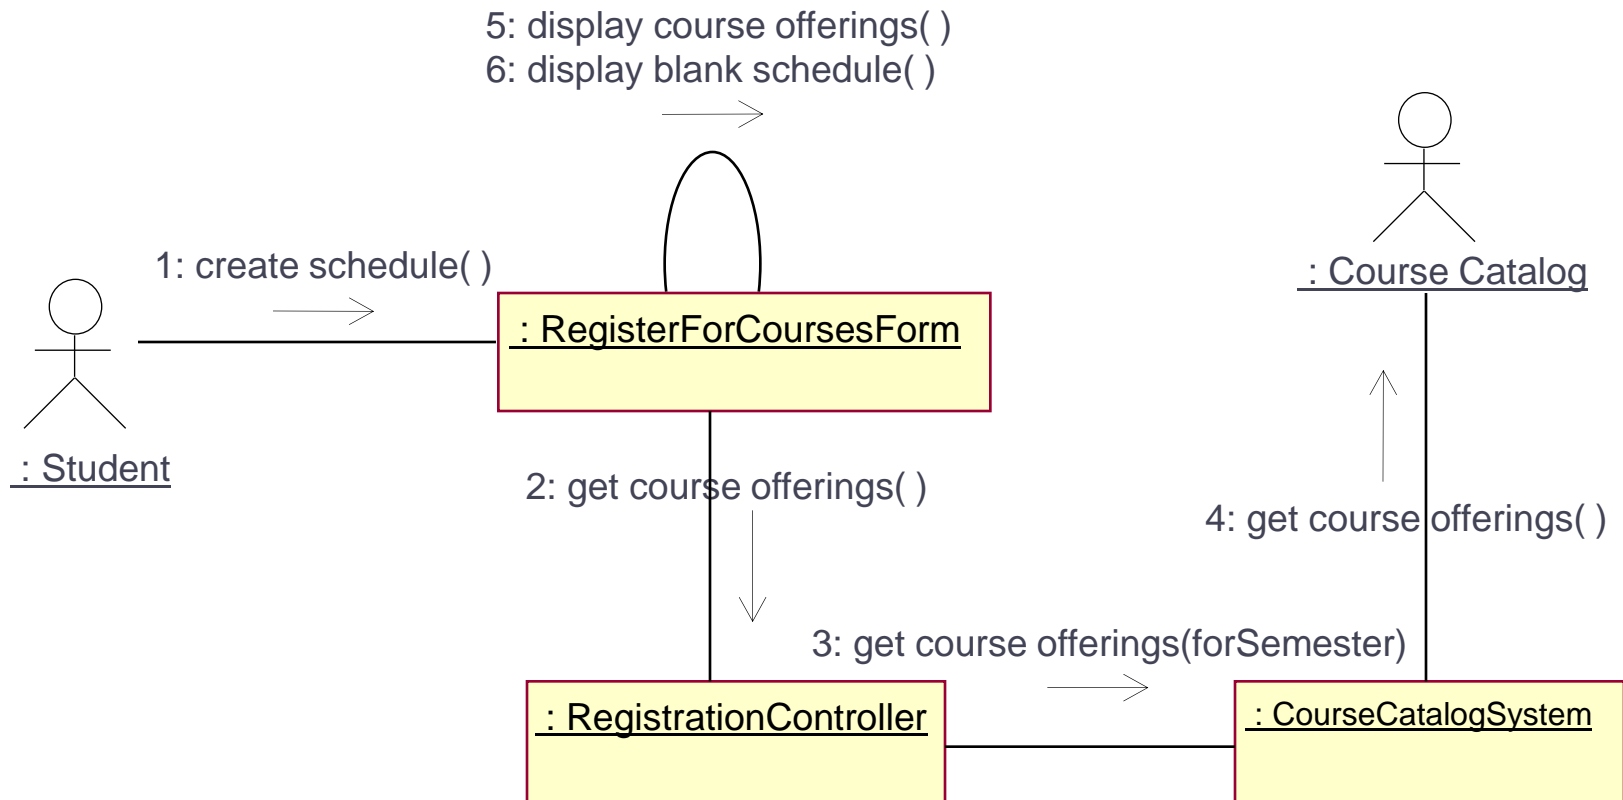 5: display course offerings( )
6: display blank schedule( )
1: create schedule( )
: Course Catalog
: RegisterForCoursesForm
: Student
2: get course offerings( )
4: get course offerings( )
3: get course offerings(forSemester)
: RegistrationController
: CourseCatalogSystem